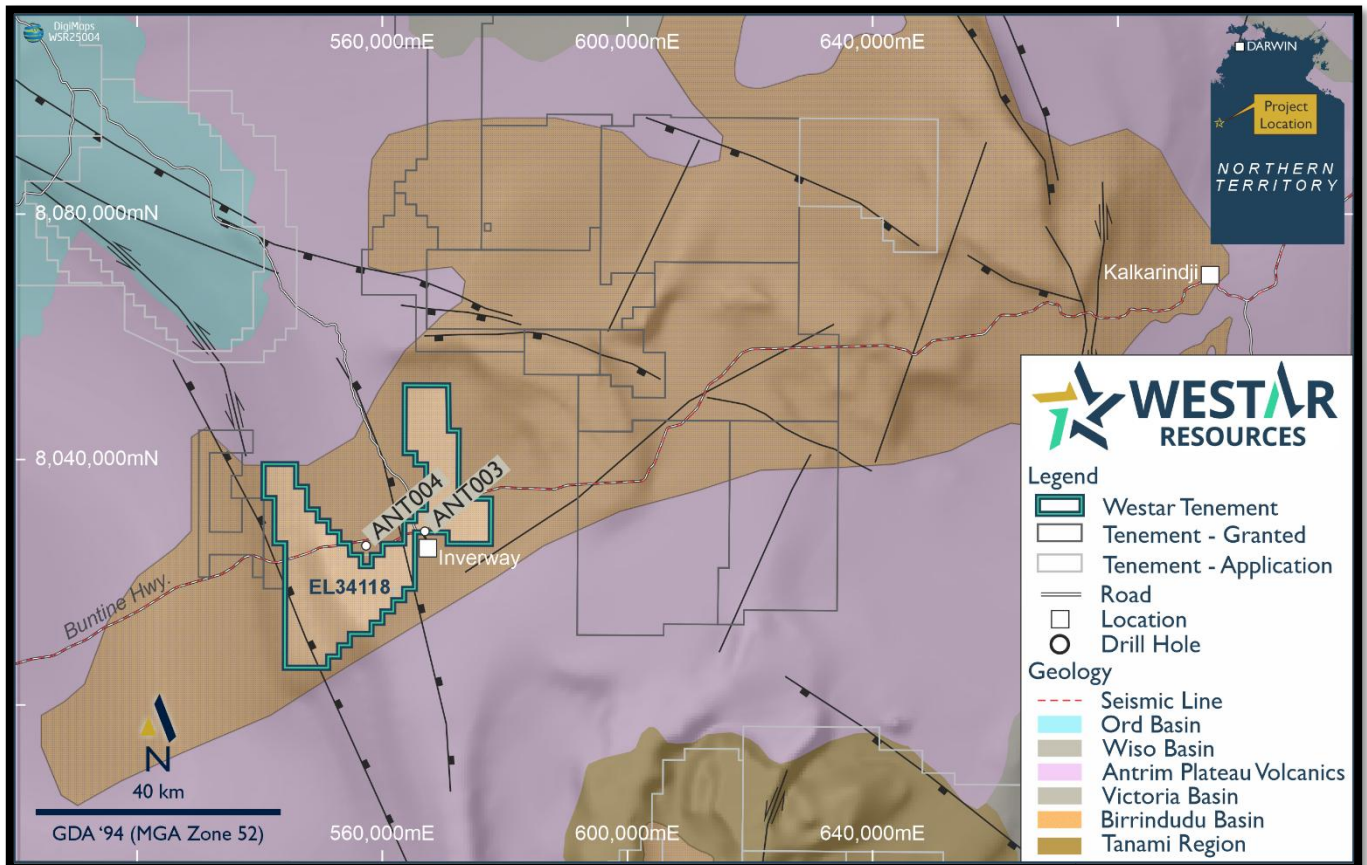 DigiMaps
WSR25004
560,000mE
600,000mE
640,000mE
DARWIN
Project
Location
NORTHERN
TERRITORY
8,080,000mN
Kalkarindji
8,040,000mN
ANT004
ANT003
Inverway
EL34118
Buntine Hwy.
WESTAR
RESOURCES
Legend
Westar Tenement
Tenement - Granted
Tenement - Application
Road
Location
Drill Hole
Geology
Seismic Line
Ord Basin
Wiso Basin
Antrim Plateau Volcanics
Victoria Basin
Birrindudu Basin
Tanami Region
N
40 km
GDA ‘94 (MGA Zone 52)
560,000mE
600,000mE
640,000mE